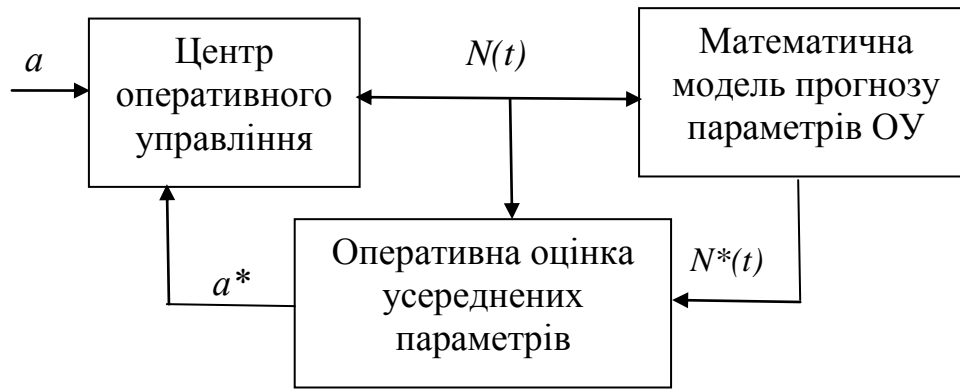 a
Центр
оперативного
управління
N(t)
Математична
модель прогнозу
параметрів ОУ
a*
Оперативна оцінка
усереднених
параметрів
N*(t)